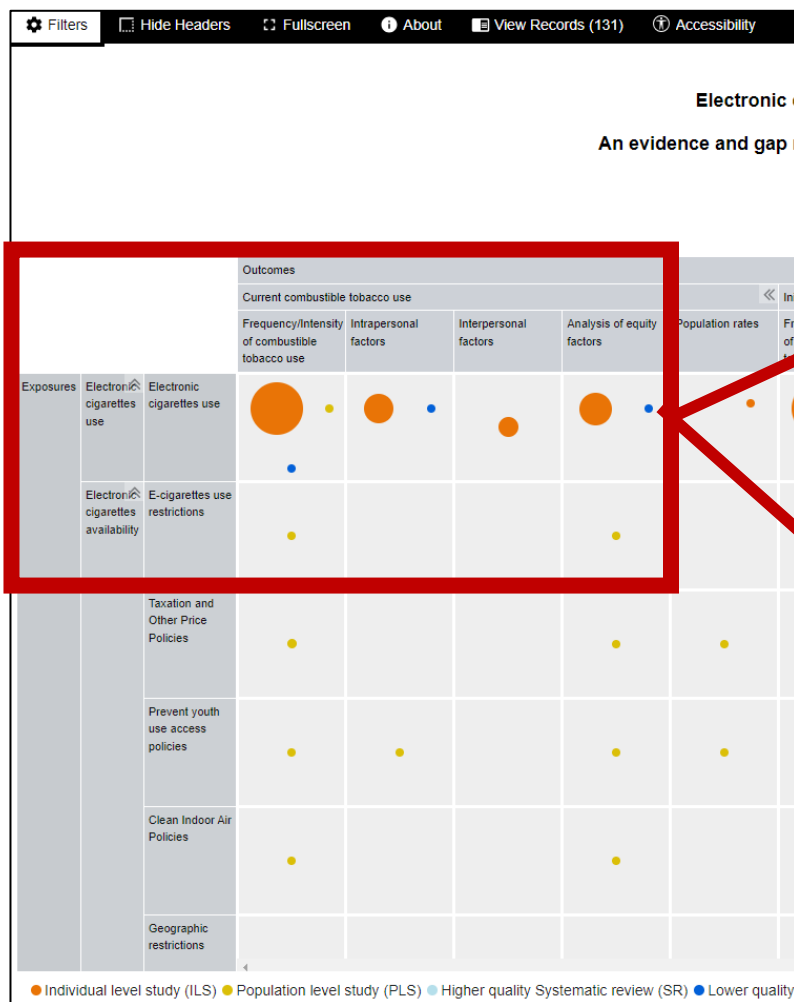 Filters Hide Headers Fullscreen About View Records (131) Accessibility
Electronic
An evidence and gap
Outcomes
Current combustible tobacco use
Frequency/Intensity of combustible tobacco use
Intrapersonal factors
Interpersonal factors
Analysis of equity factors
Population rates
Exposures
Electronic cigarettes use
Electronic cigarettes use
Electronic cigarettes availability
E-cigarettes use restrictions
Taxation and Other Price Policies
Prevent youth use access policies
Clean Indoor Air Policies
Geographic restrictions
Individual level study (ILS) Population level study (PLS) Higher quality Systematic review (SR) Lower quality